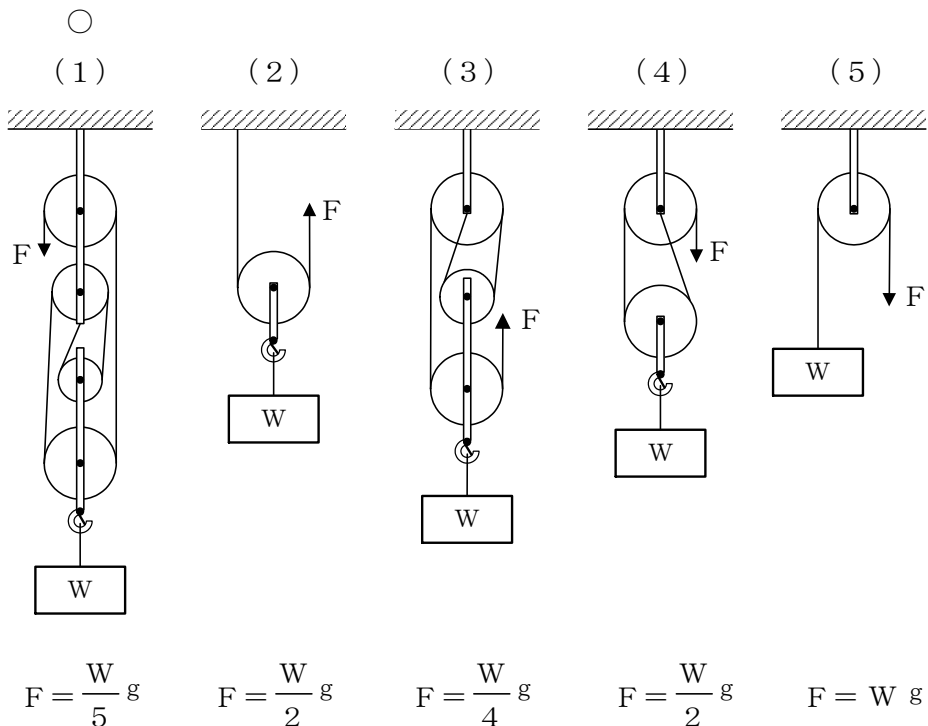 ○
(1) (2) (3) (4) (5)
F F F F F
W W W W W
F = W/5 g F = W/2 g F = W/4 g F = W/2 g F = W g